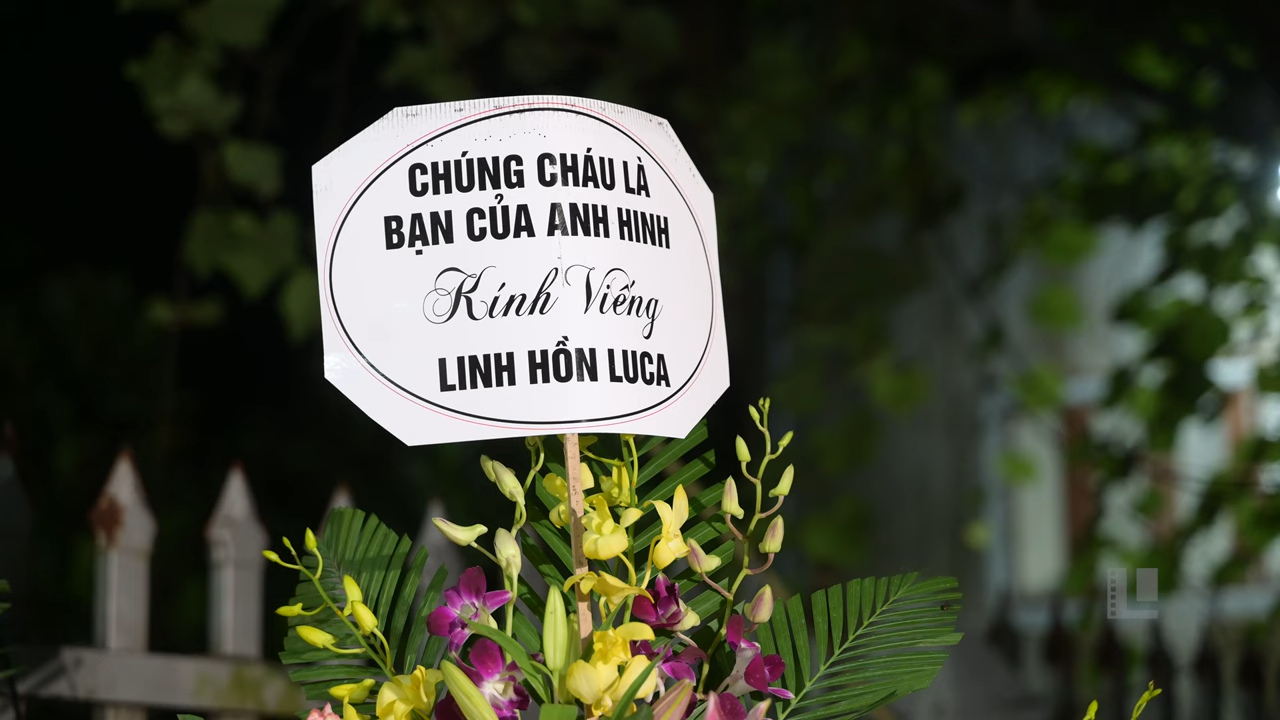 CHÚNG CHÁU LÀ
BẠN CỦA ANH HINH
Kính Viếng
LINH HỒN LUCA